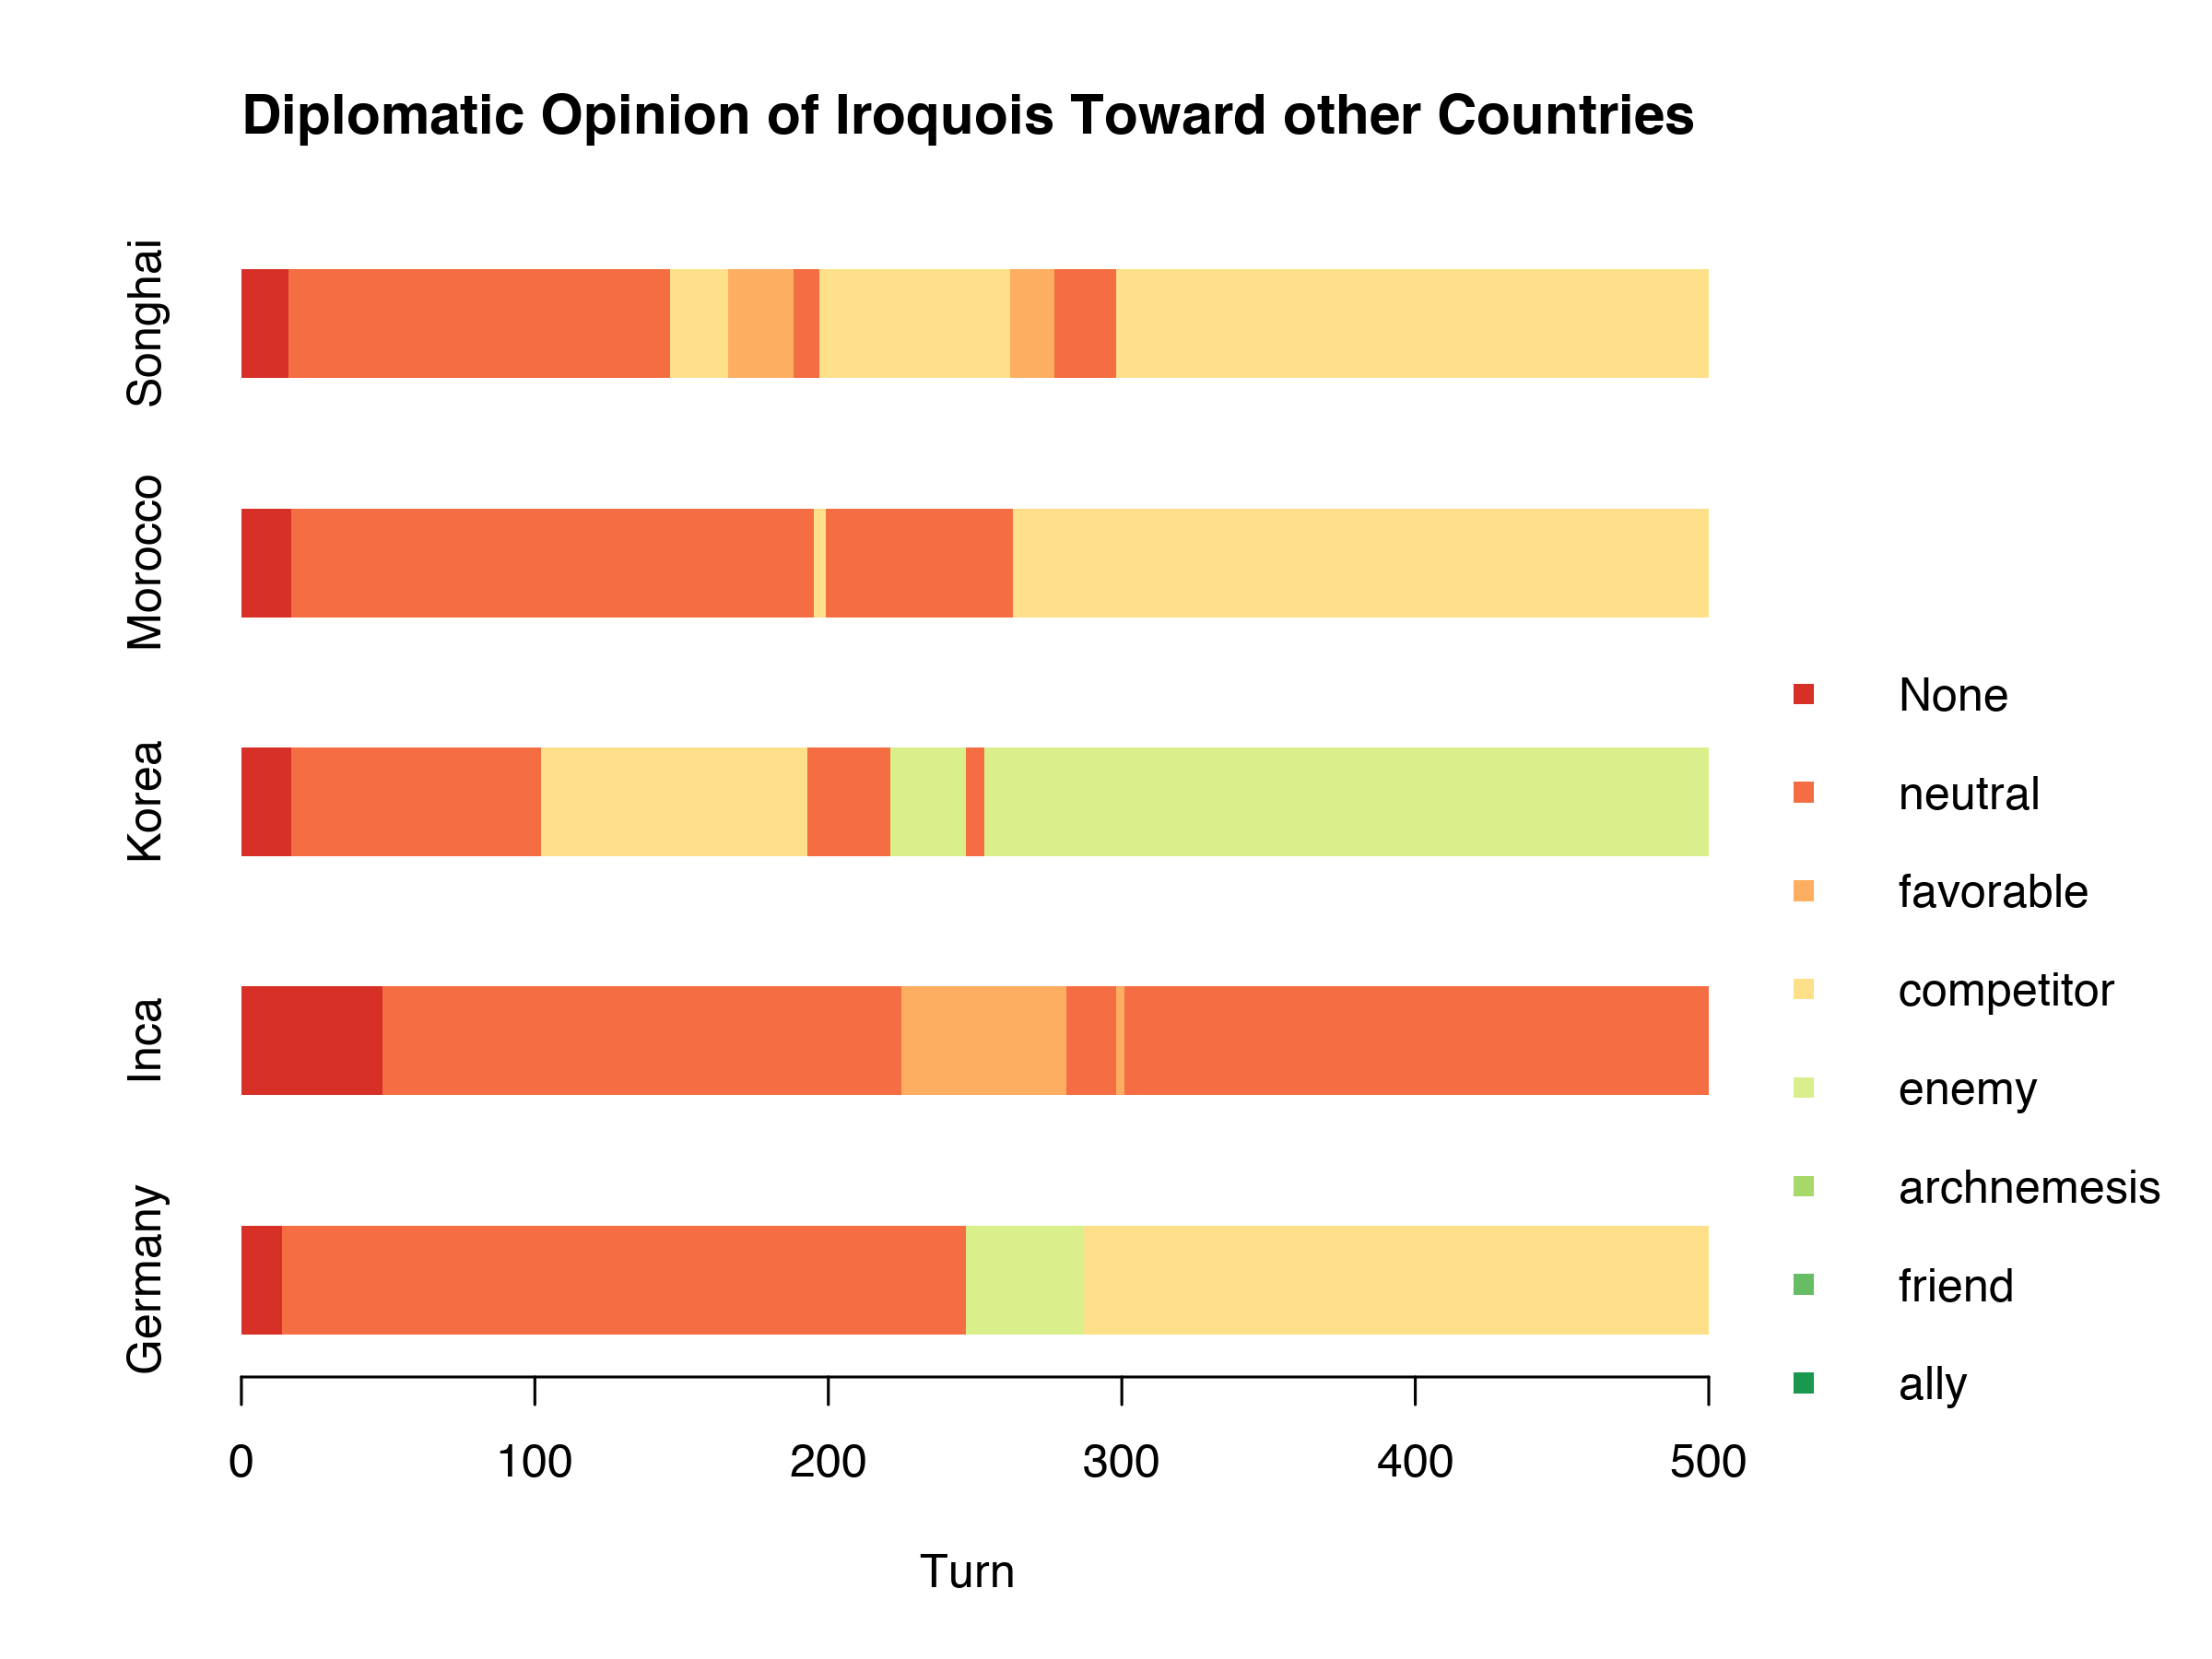 Diplomatic Opinion of Iroquois Toward other Countries
Songhai
Morocco
Korea
Inca
Germany
None
neutral
favorable
competitor
enemy
archnemesis
friend
ally
0 100 200 300 400 500
Turn